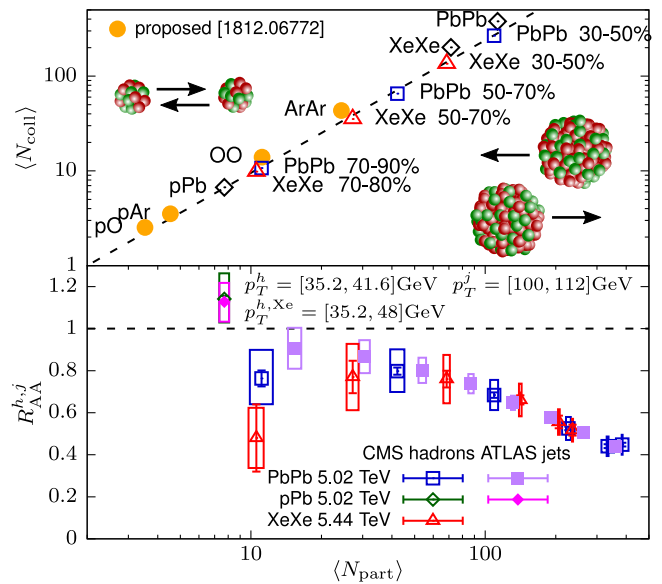 proposed [1812.06772]
PbPb
PbPb 30-50%
XeXe
XeXe 30-50%
PbPb 50-70%
ArAr
XeXe 50-70%
OO
PbPb 70-90%
pPb
XeXe 70-80%
pAr
pO
⟨N_coll⟩
100
10
1
p_T^h = [35.2, 41.6]GeV p_T^j = [100, 112]GeV
p_T^{h,Xe} = [35.2, 48]GeV
R_AA^{h,j}
1.2
1
0.8
0.6
0.4
0.2
0
CMS hadrons ATLAS jets
PbPb 5.02 TeV
pPb 5.02 TeV
XeXe 5.44 TeV
10
100
⟨N_part⟩